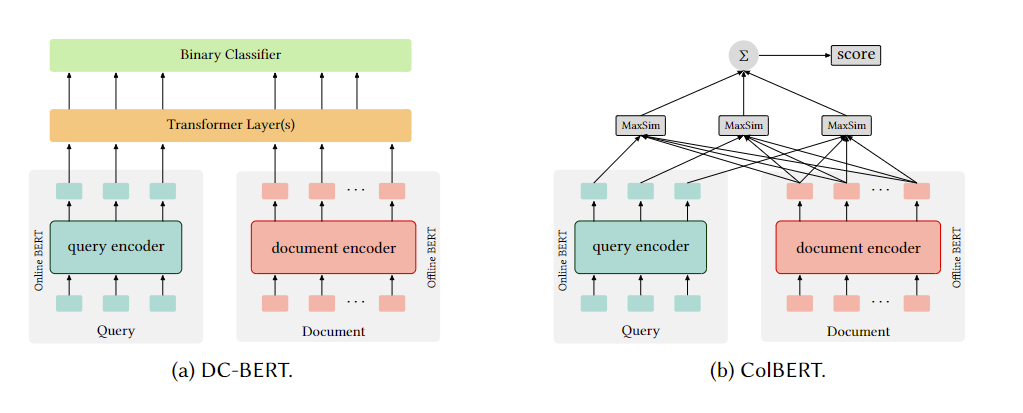 Binary Classifier
Transformer Layer(s)
Online BERT
query encoder
document encoder
Offline BERT
...
...
Query
Document
(a) DC-BERT.
Σ
score
MaxSim
MaxSim
MaxSim
Online BERT
query encoder
document encoder
Offline BERT
...
...
Query
Document
(b) ColBERT.